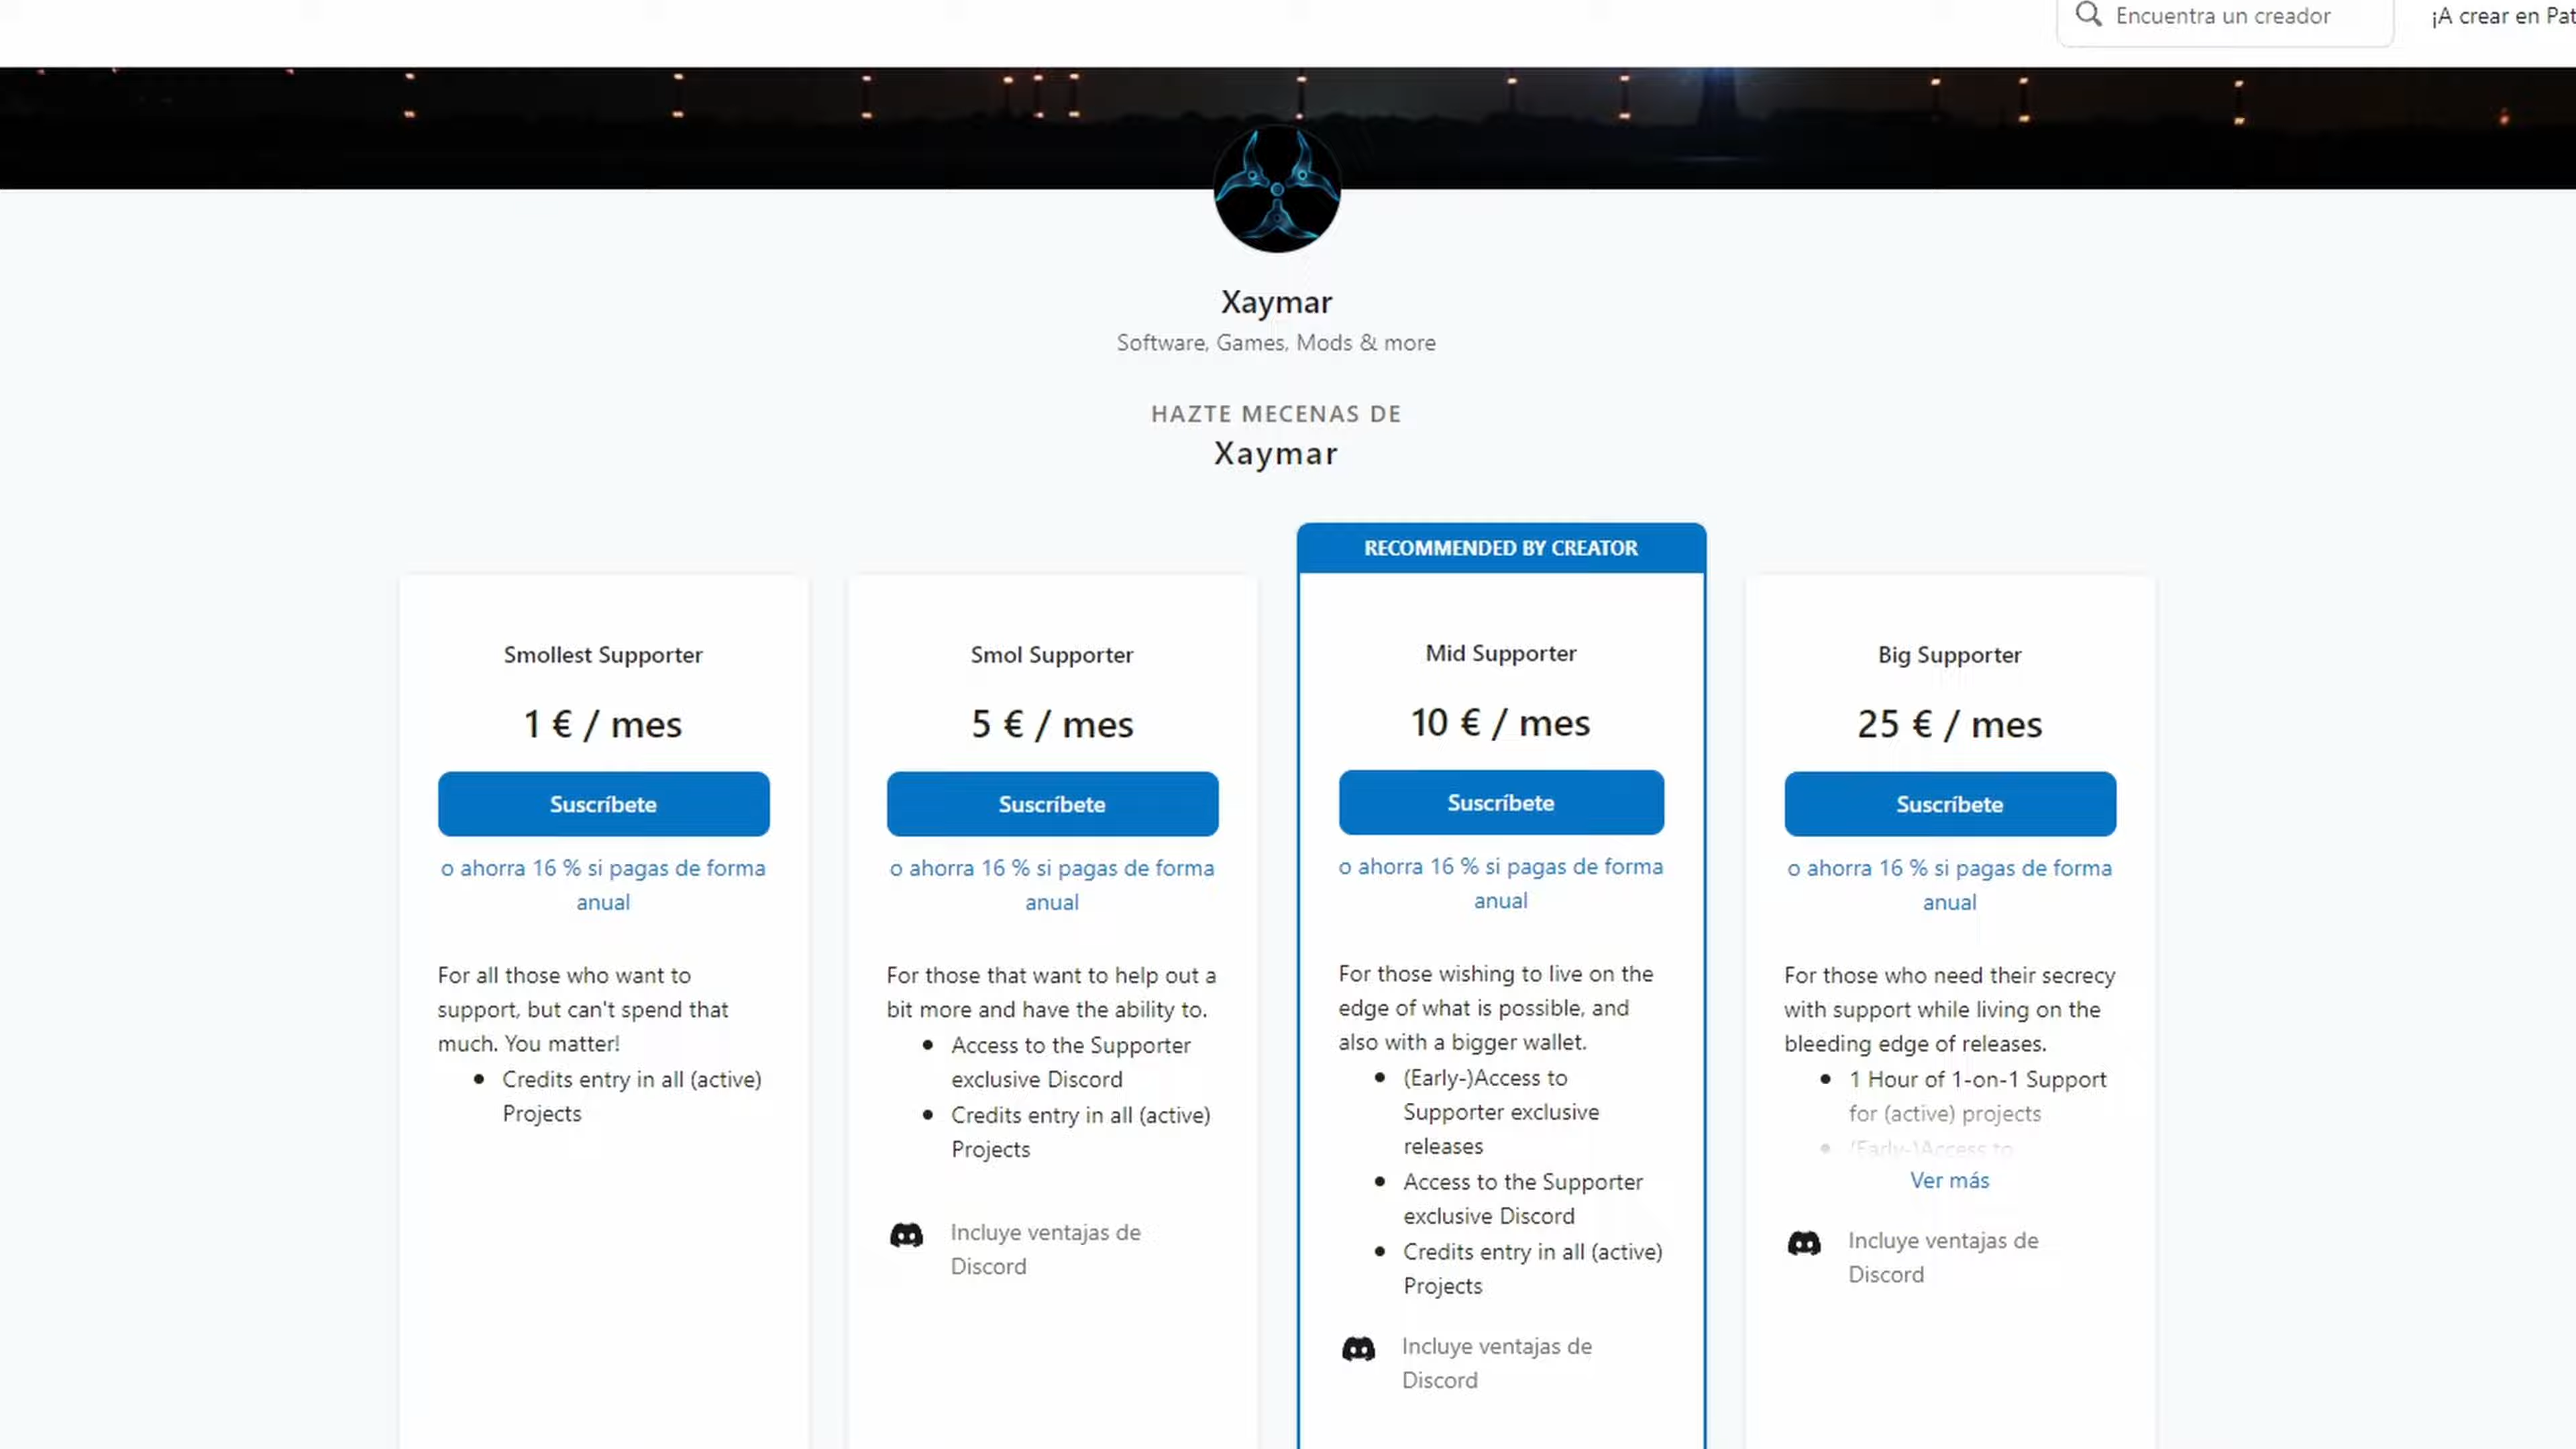 Encuentra un creador
¡A crear en Pat
Xaymar
Software, Games, Mods & more
HAZTE MECENAS DE
Xaymar
Smollest Supporter
1 € / mes
Suscríbete
o ahorra 16 % si pagas de forma
anual
For all those who want to
support, but can't spend that
much. You matter!
• Credits entry in all (active)
Projects
Smol Supporter
5 € / mes
Suscríbete
o ahorra 16 % si pagas de forma
anual
For those that want to help out a
bit more and have the ability to.
• Access to the Supporter
exclusive Discord
• Credits entry in all (active)
Projects
Incluye ventajas de
Discord
RECOMMENDED BY CREATOR
Mid Supporter
10 € / mes
Suscríbete
o ahorra 16 % si pagas de forma
anual
For those wishing to live on the
edge of what is possible, and
also with a bigger wallet.
• (Early-)Access to
Supporter exclusive
releases
• Access to the Supporter
exclusive Discord
• Credits entry in all (active)
Projects
Incluye ventajas de
Discord
Big Supporter
25 € / mes
Suscríbete
o ahorra 16 % si pagas de forma
anual
For those who need their secrecy
with support while living on the
bleeding edge of releases.
• 1 Hour of 1-on-1 Support
for (active) projects
• (Early-)Access to
Ver más
Incluye ventajas de
Discord